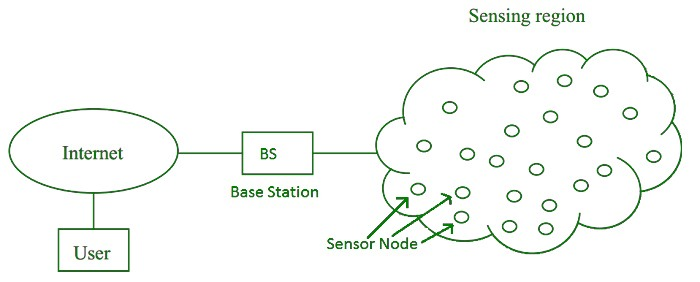 Sensing region
Internet
BS
Base Station
User
Sensor Node